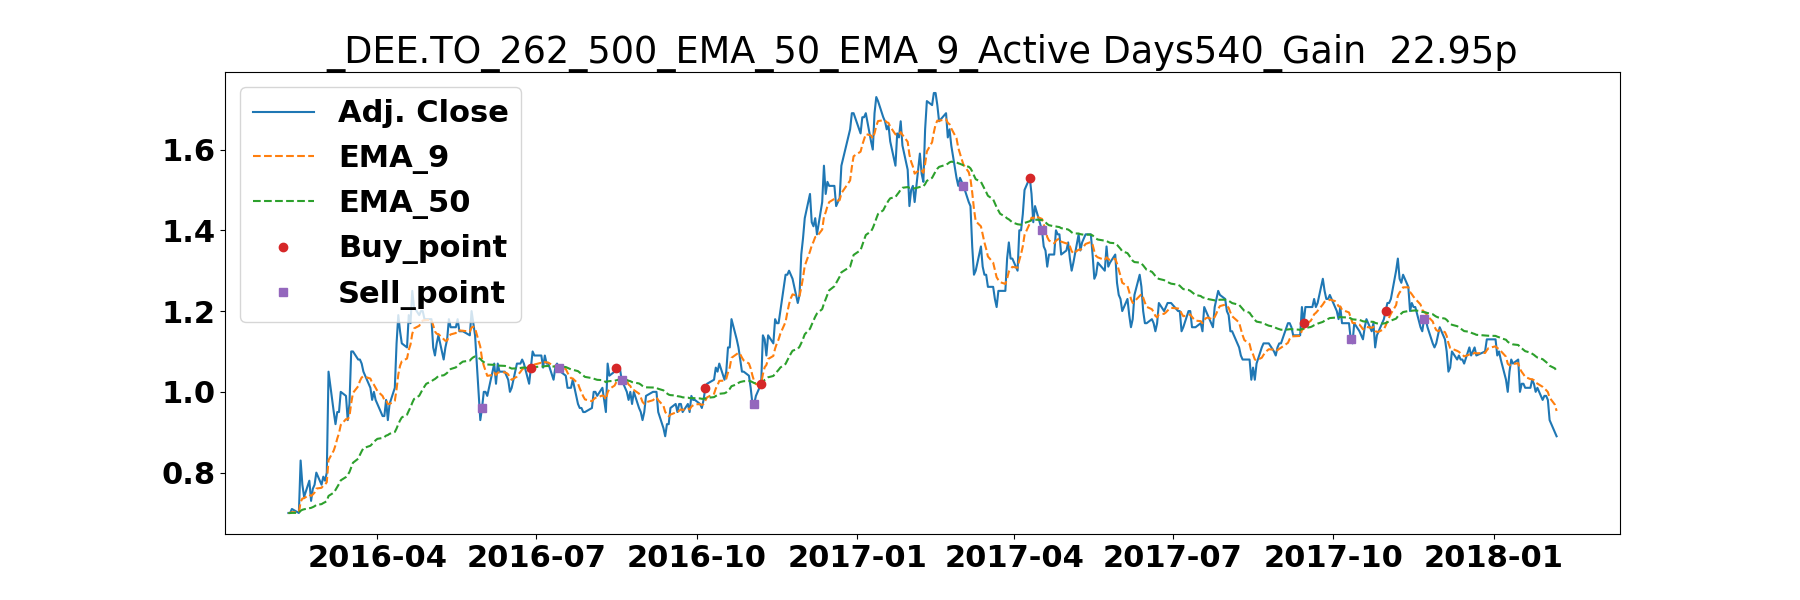 _DEE.TO_262_500_EMA_50_EMA_9_Active Days540_Gain  22.95p
Adj. Close
EMA_9
EMA_50
Buy_point
Sell_point
1.6
1.4
1.2
1.0
0.8
2016-04 2016-07 2016-10 2017-01 2017-04 2017-07 2017-10 2018-01